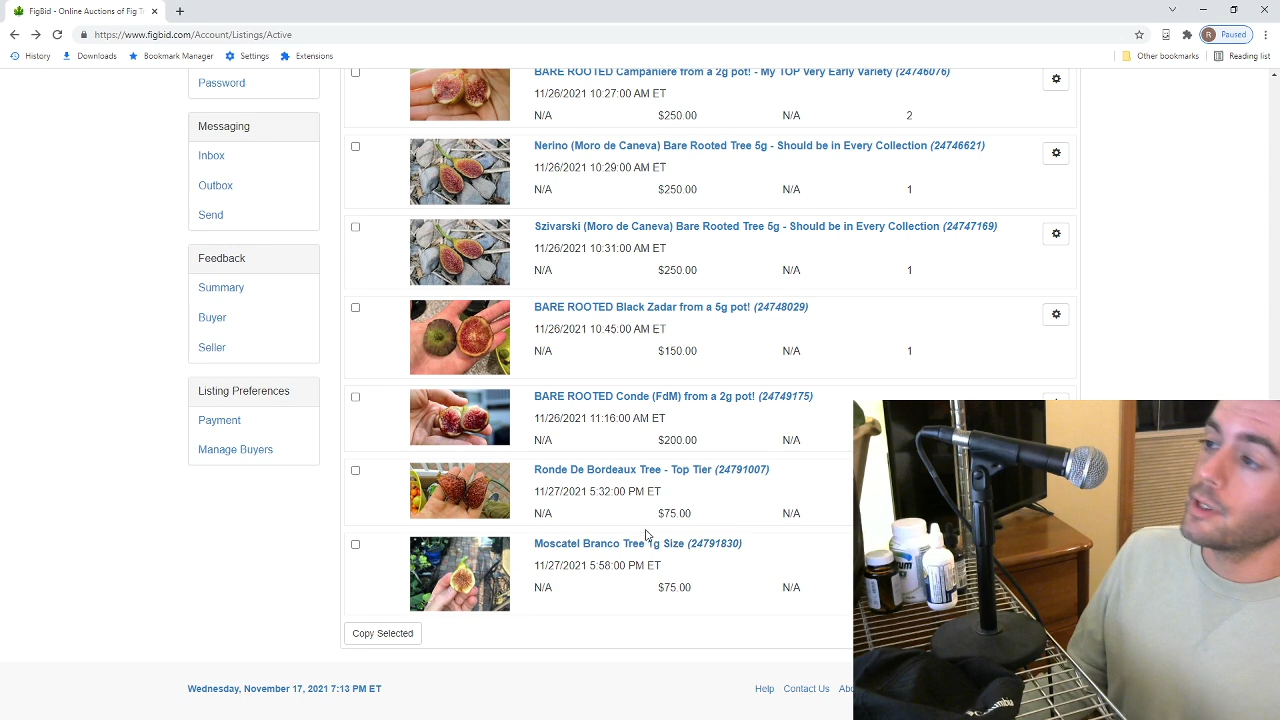 FigBid - Online Auctions of Fig Tr
https://www.figbid.com/Account/Listings/Active
R Paused
History Downloads Bookmark Manager Settings Extensions Other bookmarks Reading list
Password
Messaging
Inbox
Outbox
Send
Feedback
Summary
Buyer
Seller
Listing Preferences
Payment
Manage Buyers
BARE ROOTED Campaniere from a 2g pot! - My TOP Very Early Variety (24746076)
11/26/2021 10:27:00 AM ET
N/A $250.00 N/A 2
Nerino (Moro de Caneva) Bare Rooted Tree 5g - Should be in Every Collection (24746621)
11/26/2021 10:29:00 AM ET
N/A $250.00 N/A 1
Szivarski (Moro de Caneva) Bare Rooted Tree 5g - Should be in Every Collection (24747169)
11/26/2021 10:31:00 AM ET
N/A $250.00 N/A 1
BARE ROOTED Black Zadar from a 5g pot! (24748029)
11/26/2021 10:45:00 AM ET
N/A $150.00 N/A 1
BARE ROOTED Conde (FdM) from a 2g pot! (24749175)
11/26/2021 11:16:00 AM ET
N/A $200.00 N/A
Ronde De Bordeaux Tree - Top Tier (24791007)
11/27/2021 5:32:00 PM ET
N/A $75.00 N/A
Moscatel Branco Tree 1g Size (24791830)
11/27/2021 5:58:00 PM ET
N/A $75.00 N/A
Copy Selected
Wednesday, November 17, 2021 7:13 PM ET
Help Contact Us Abo